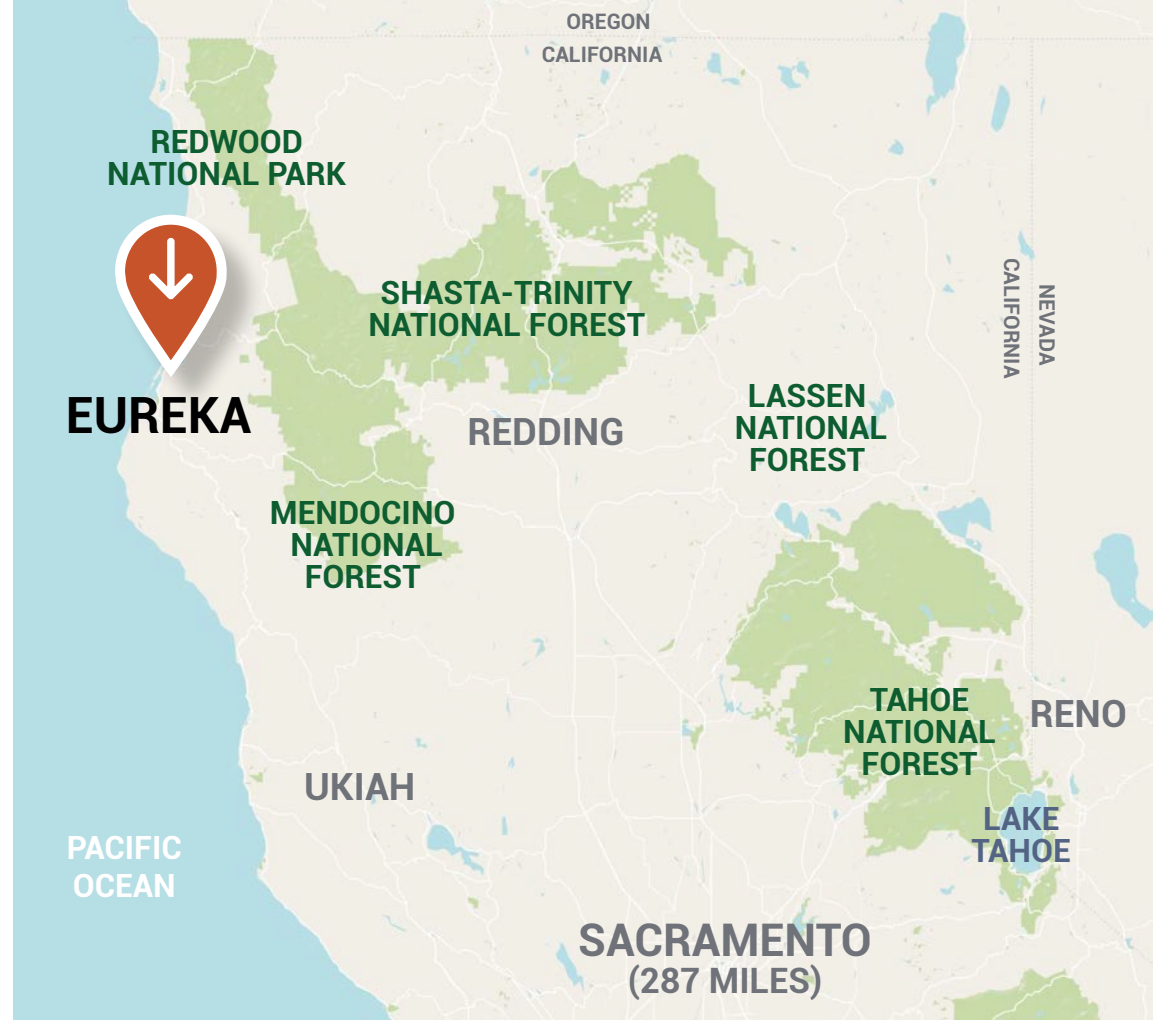 OREGON
CALIFORNIA
REDWOOD
NATIONAL PARK
SHASTA-TRINITY
NATIONAL FOREST
CALIFORNIA
NEVADA
EUREKA
REDDING
LASSEN
NATIONAL
FOREST
MENDOCINO
NATIONAL
FOREST
TAHOE
NATIONAL
FOREST
RENO
UKIAH
LAKE
TAHOE
PACIFIC
OCEAN
SACRAMENTO
(287 MILES)